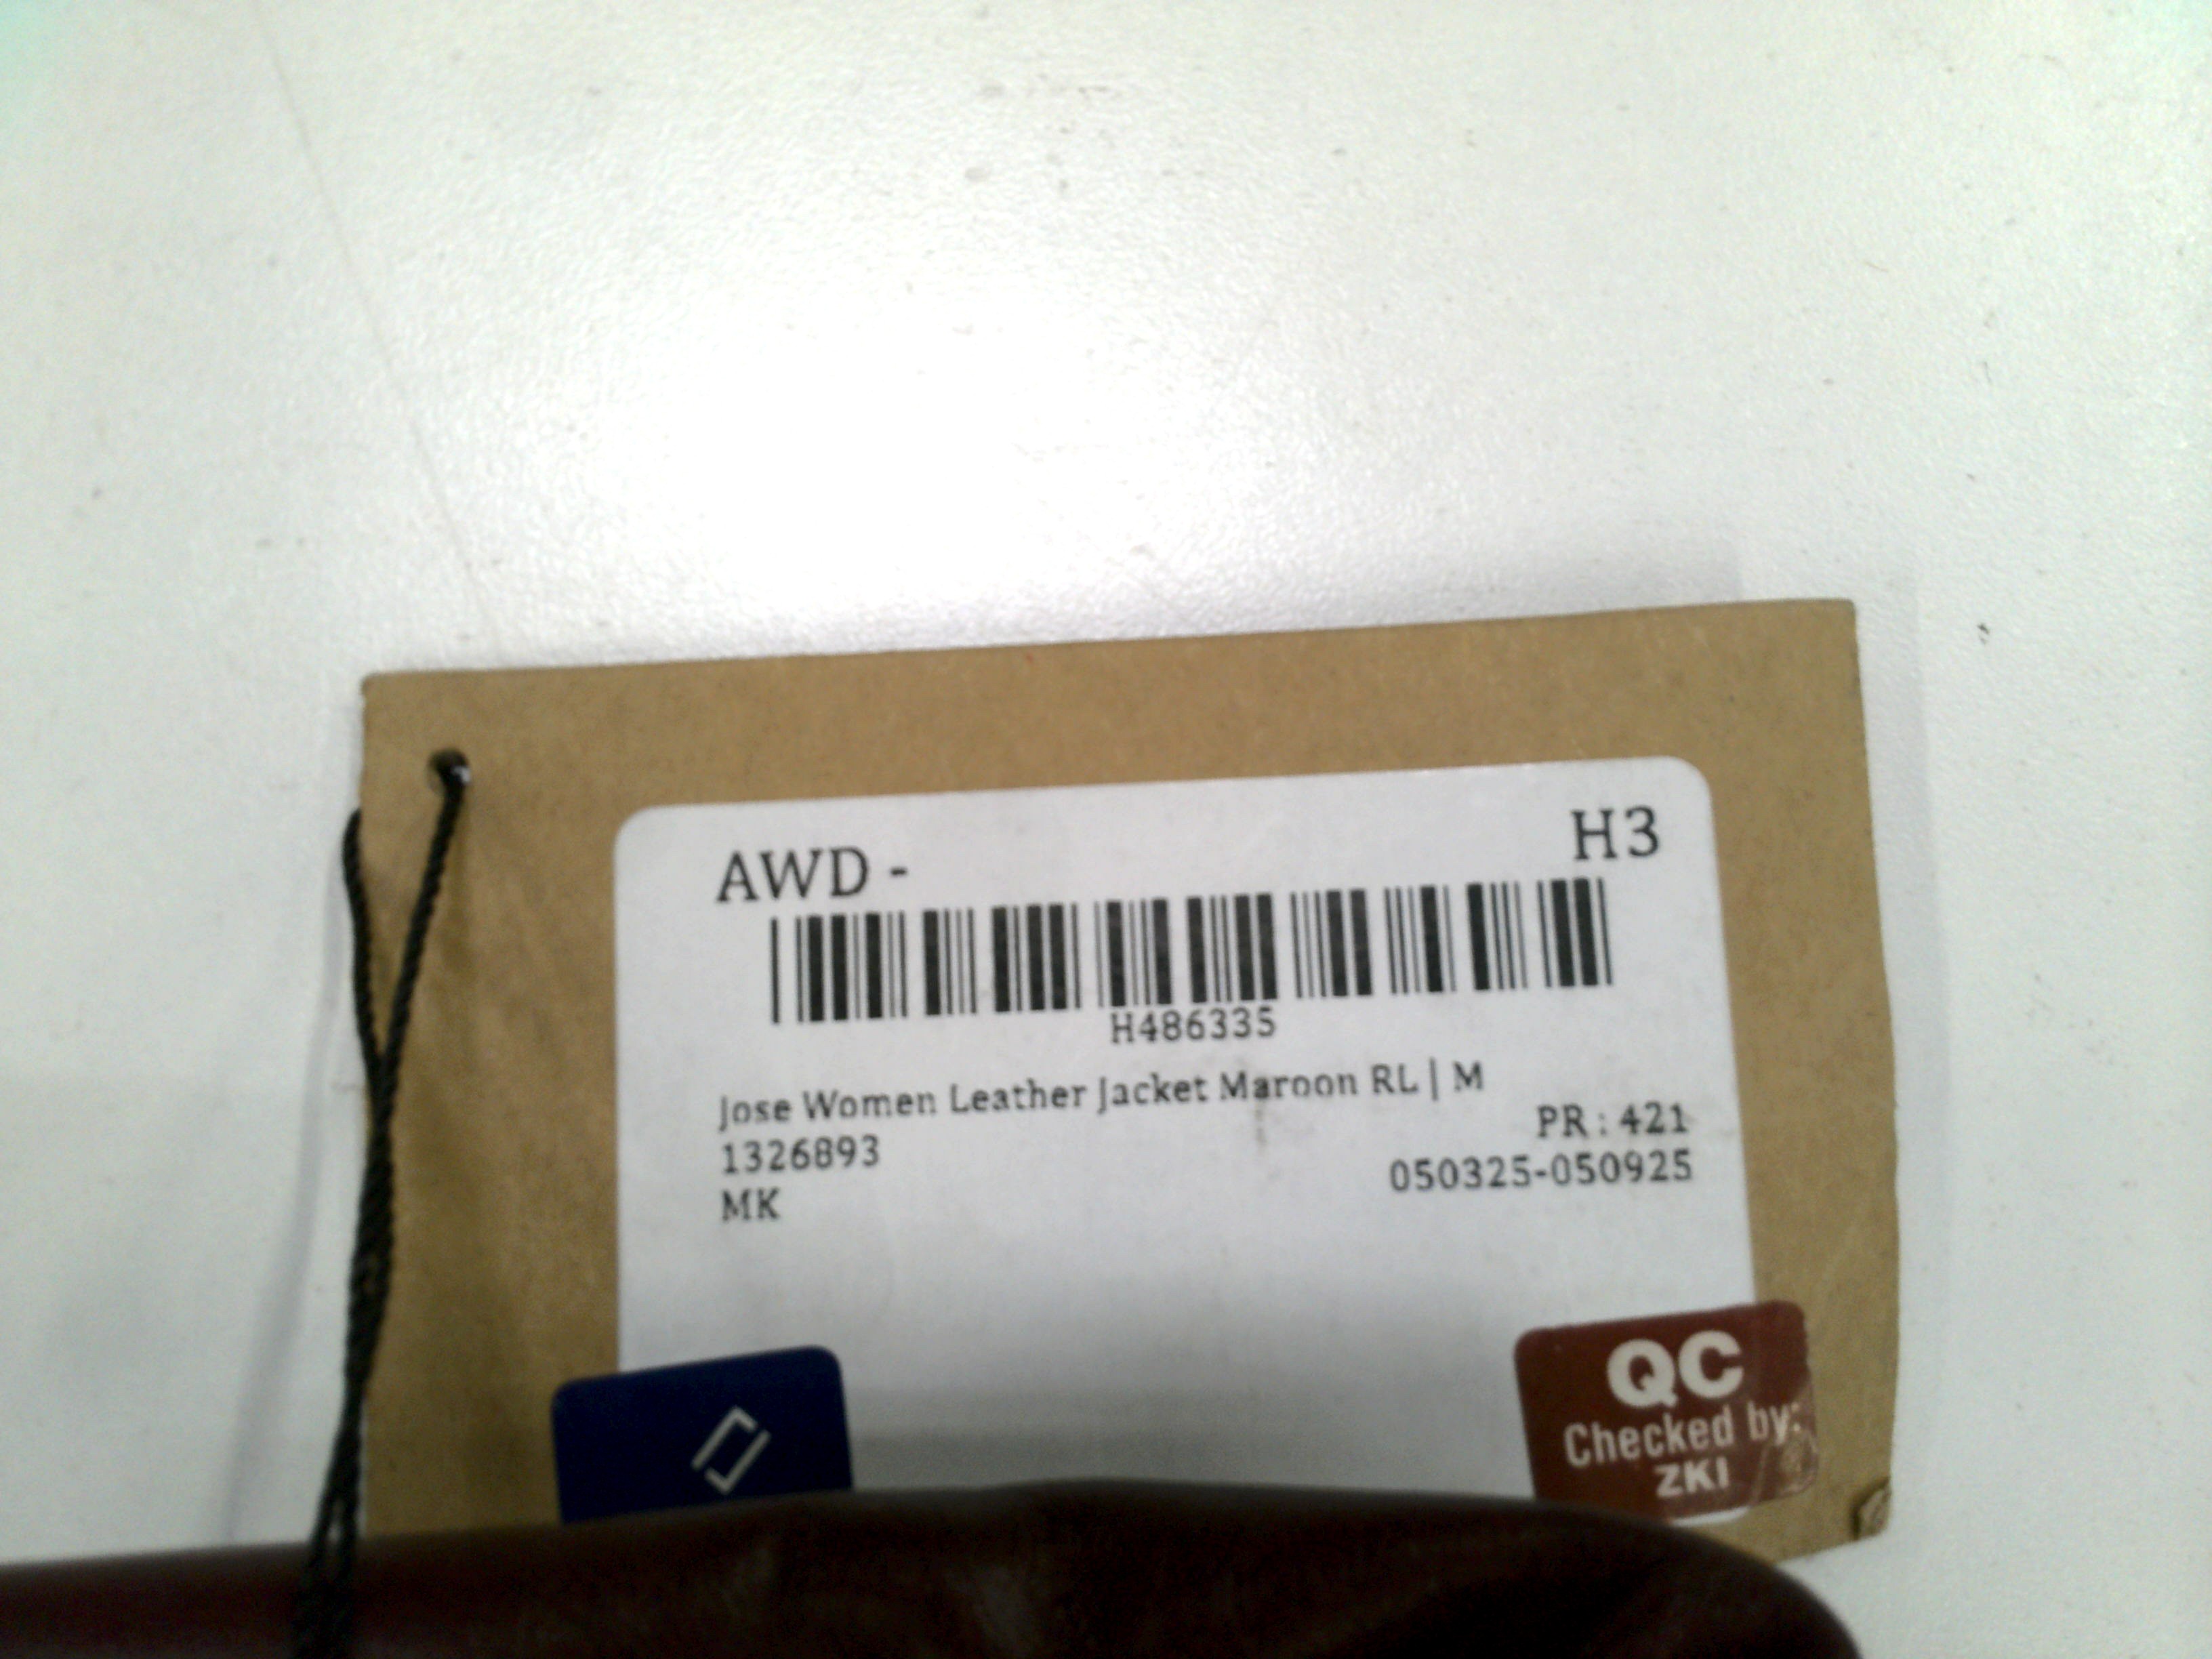 AWD - H3
H486335
Jose Women Leather Jacket Maroon RL | M
PR : 421
1326893
050325-050925
MK
QC
Checked by:
ZKI